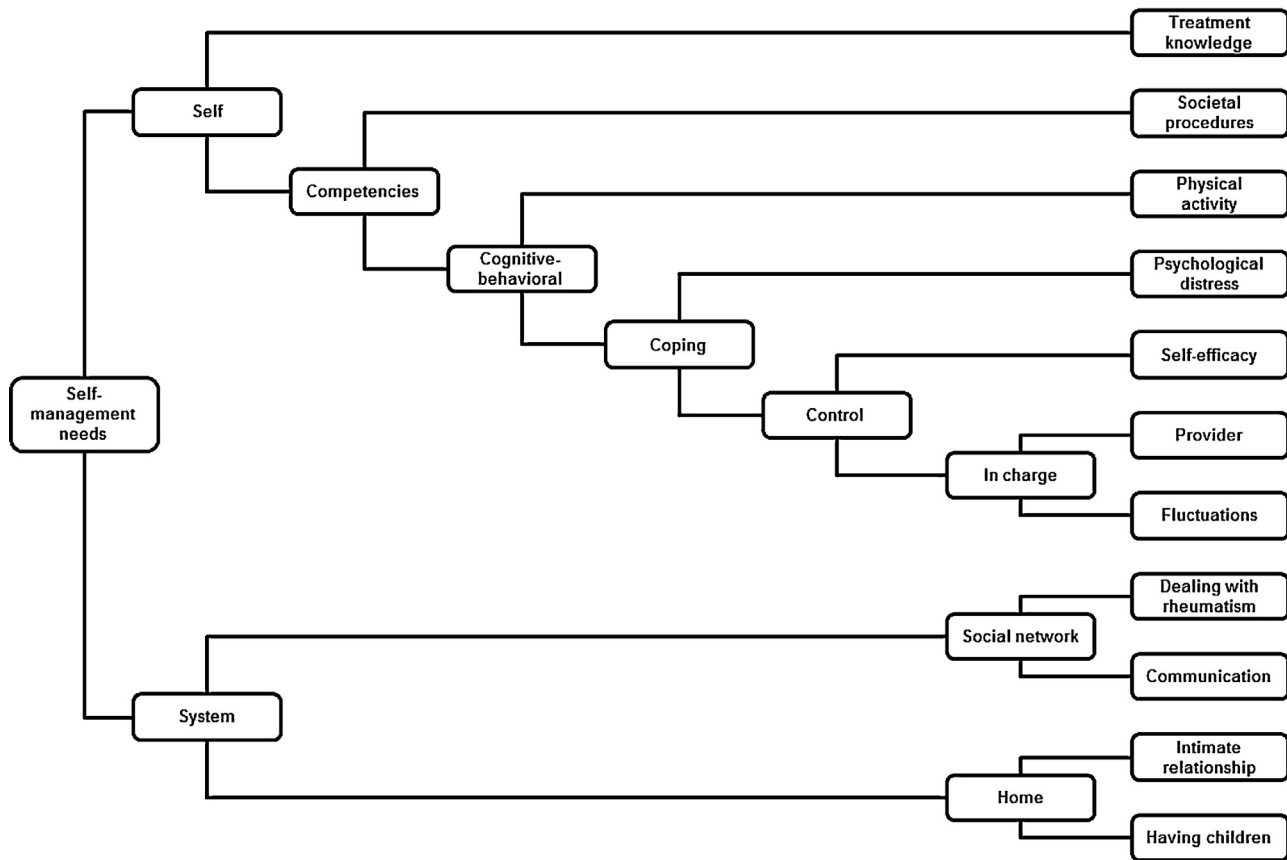 Treatment
knowledge
Self
Societal
procedures
Competencies
Physical
activity
Cognitive-
behavioral
Psychological
distress
Coping
Self-efficacy
Self-
management
needs
Control
Provider
In charge
Fluctuations
Dealing with
rheumatism
Social network
Communication
System
Intimate
relationship
Home
Having children